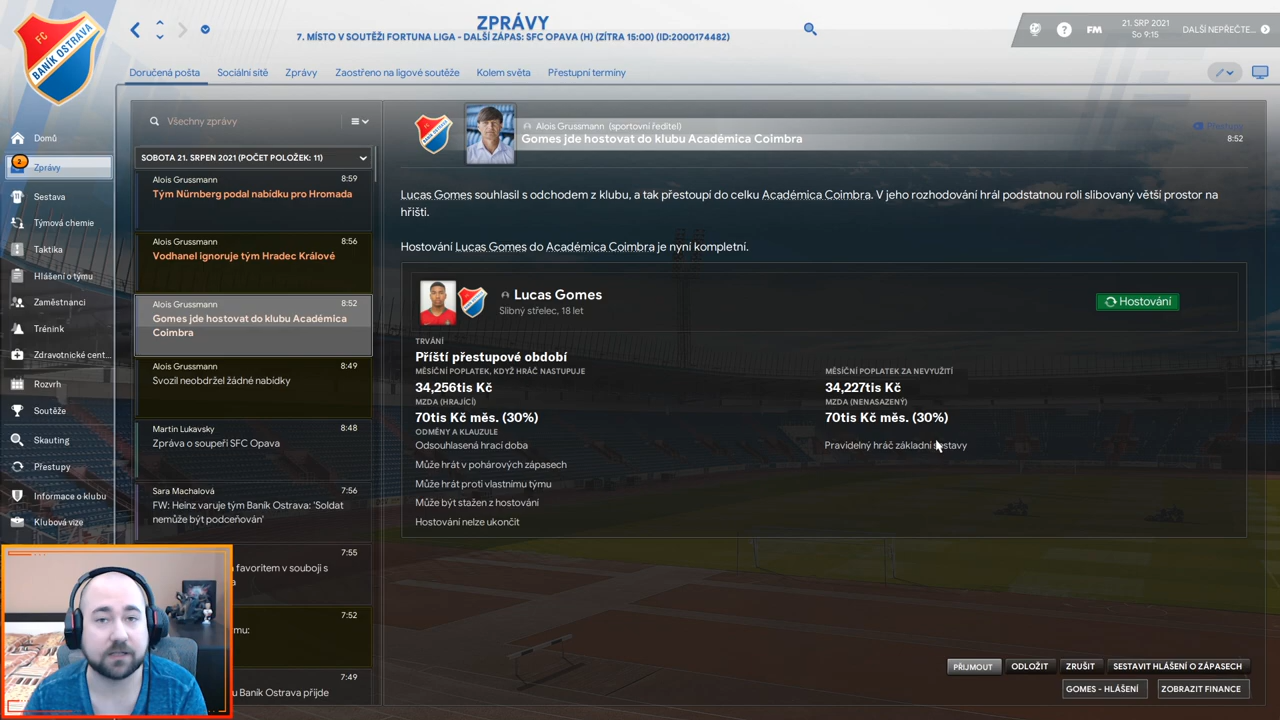 FC
BANÍK OSTRAVA
ZPRÁVY
7. MÍSTO V SOUTĚŽI FORTUNA LIGA - DALŠÍ ZÁPAS: SFC OPAVA (H) (ZÍTRA 15:00) (ID:2000174482)
FM
21. SRP 2021
So 9:15
DALŠÍ NEPŘEČTE...
Doručená pošta
Sociální sítě
Zprávy
Zaostřeno na ligové soutěže
Kolem světa
Přestupní termíny
Domů
2
Zprávy
Sestava
Týmová chemie
Taktika
Hlášení o týmu
Zaměstnanci
Trénink
Zdravotnické cent...
Rozvrh
Soutěže
Skauting
Přestupy
Informace o klubu
Klubová vize
Všechny zprávy
SOBOTA 21. SRPEN 2021 (POČET POLOŽEK: 11)
Alois Grussmann 8:59
Tým Nürnberg podal nabídku pro Hromada
Alois Grussmann 8:56
Vodhanel ignoruje tým Hradec Králové
Alois Grussmann 8:52
Gomes jde hostovat do klubu Académica
Coimbra
Alois Grussmann 8:49
Svozil neobdržel žádné nabídky
Martin Lukavsky 8:48
Zpráva o soupeři SFC Opava
Sara Machalová 7:56
FW: Heinz varuje tým Baník Ostrava: 'Soldat
nemůže být podceňován'
7:55
favoritem v souboji s
7:52
7:49
Baník Ostrava přijde
Alois Grussmann (sportovní ředitel)
Gomes jde hostovat do klubu Académica Coimbra
Přestupy
8:52
Lucas Gomes souhlasil s odchodem z klubu, a tak přestoupí do celku Académica Coimbra. V jeho rozhodování hrál podstatnou roli slibovaný větší prostor na
hřišti.
Hostování Lucas Gomes do Académica Coimbra je nyní kompletní.
Lucas Gomes
Slibný střelec, 18 let
Hostování
TRVÁNÍ
Příští přestupové období
MĚSÍČNÍ POPLATEK, KDYŽ HRÁČ NASTUPUJE
34,256tis Kč
MZDA (HRAJÍCÍ)
70tis Kč měs. (30%)
MĚSÍČNÍ POPLATEK ZA NEVYUŽITÍ
34,227tis Kč
MZDA (NENASAZENÝ)
70tis Kč měs. (30%)
ODMĚNY A KLAUZULE
Odsouhlasená hrací doba
Pravidelný hráč základní sestavy
Může hrát v pohárových zápasech
Může hrát proti vlastnímu týmu
Může být stažen z hostování
Hostování nelze ukončit
PŘIJMOUT
ODLOŽIT
ZRUŠIT
SESTAVIT HLÁŠENÍ O ZÁPASECH
GOMES - HLÁŠENÍ
ZOBRAZIT FINANCE